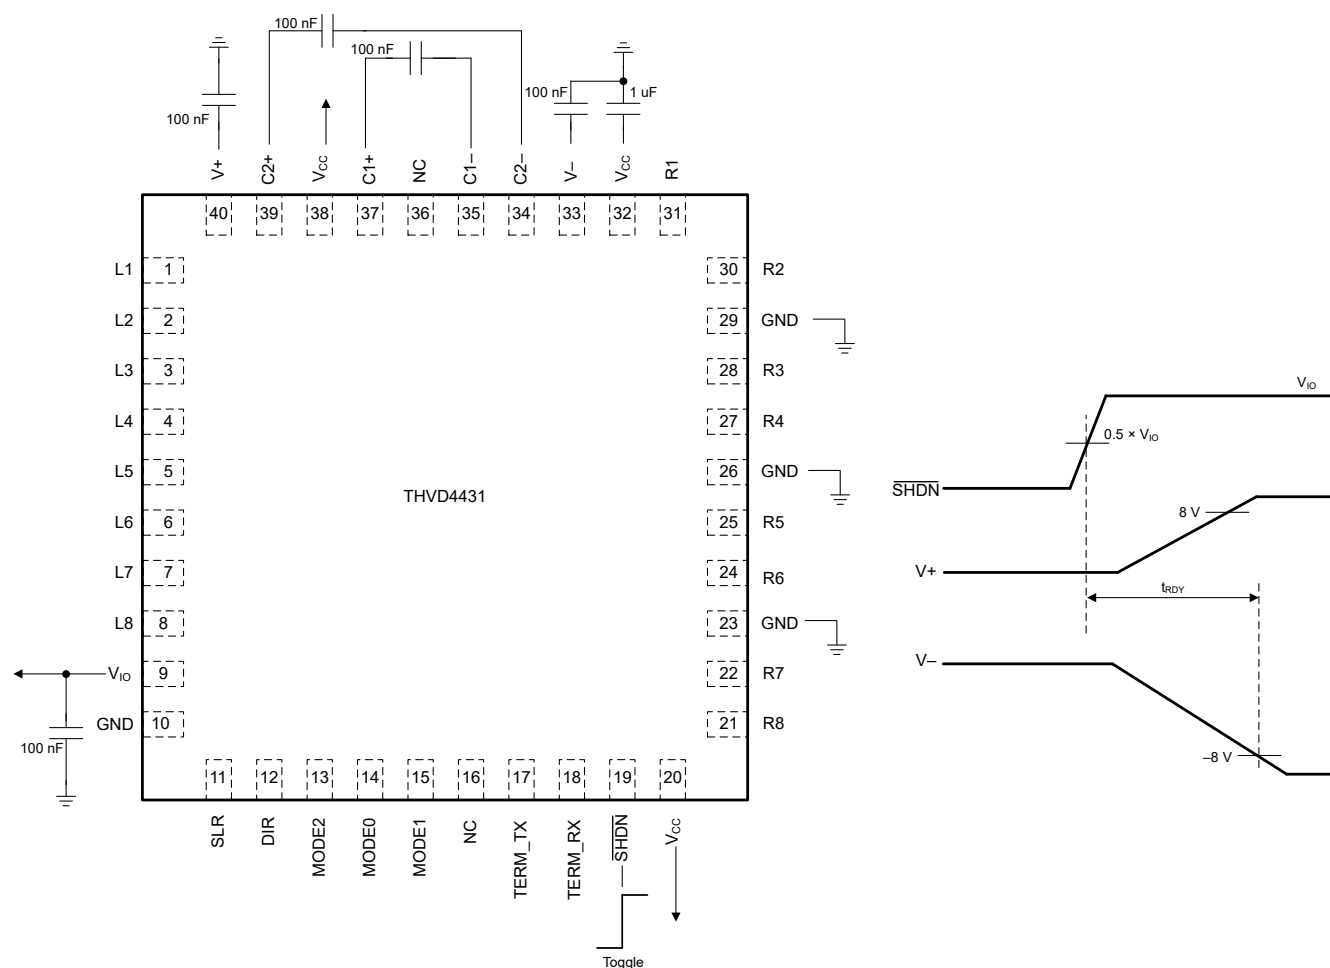 100 nF
100 nF
100 nF
100 nF
1 uF
V+
C2+
VCC
C1+
NC
C1–
C2–
V–
VCC
R1
40
39
38
37
36
35
34
33
32
31
L1 1
L2 2
L3 3
L4 4
L5 5
L6 6
L7 7
L8 8
VIO 9
GND 10
100 nF
THVD4431
30 R2
29 GND
28 R3
27 R4
26 GND
25 R5
24 R6
23 GND
22 R7
21 R8
11
12
13
14
15
16
17
18
19
20
SLR
DIR
MODE2
MODE0
MODE1
NC
TERM_TX
TERM_RX
SHDN
VCC
Toggle
VIO
0.5 × VIO
SHDN
8 V
V+
tRDY
V–
–8 V